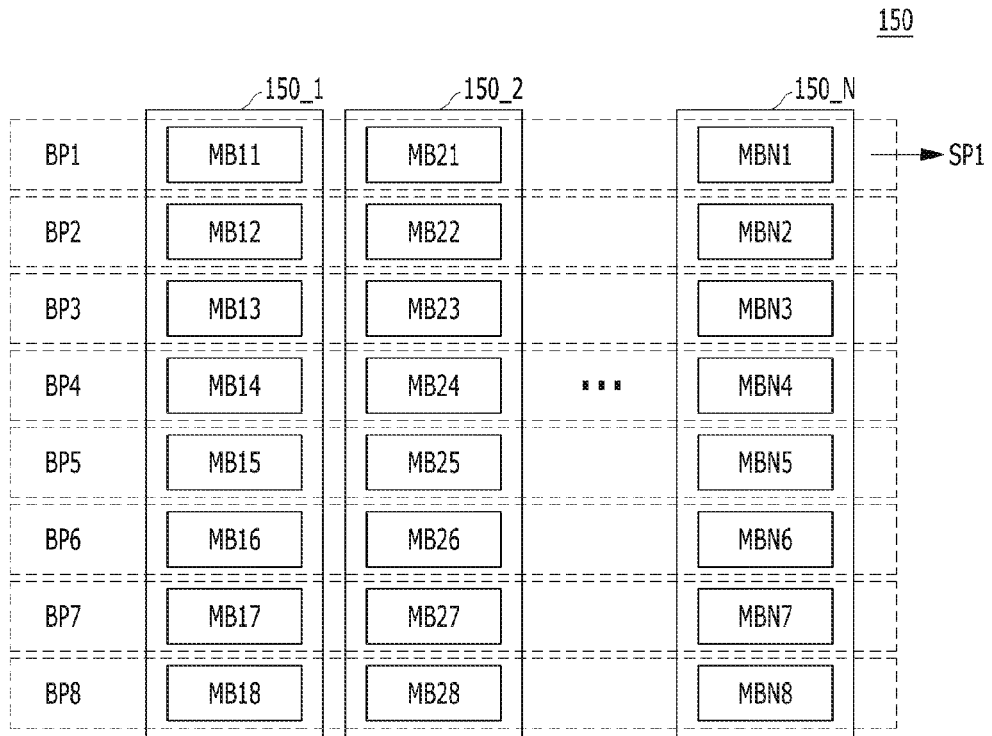 150
150_1 150_2 150_N
BP1 MB11 MB21 MBN1 SP1
BP2 MB12 MB22 MBN2
BP3 MB13 MB23 MBN3
BP4 MB14 MB24 ... MBN4
BP5 MB15 MB25 MBN5
BP6 MB16 MB26 MBN6
BP7 MB17 MB27 MBN7
BP8 MB18 MB28 MBN8